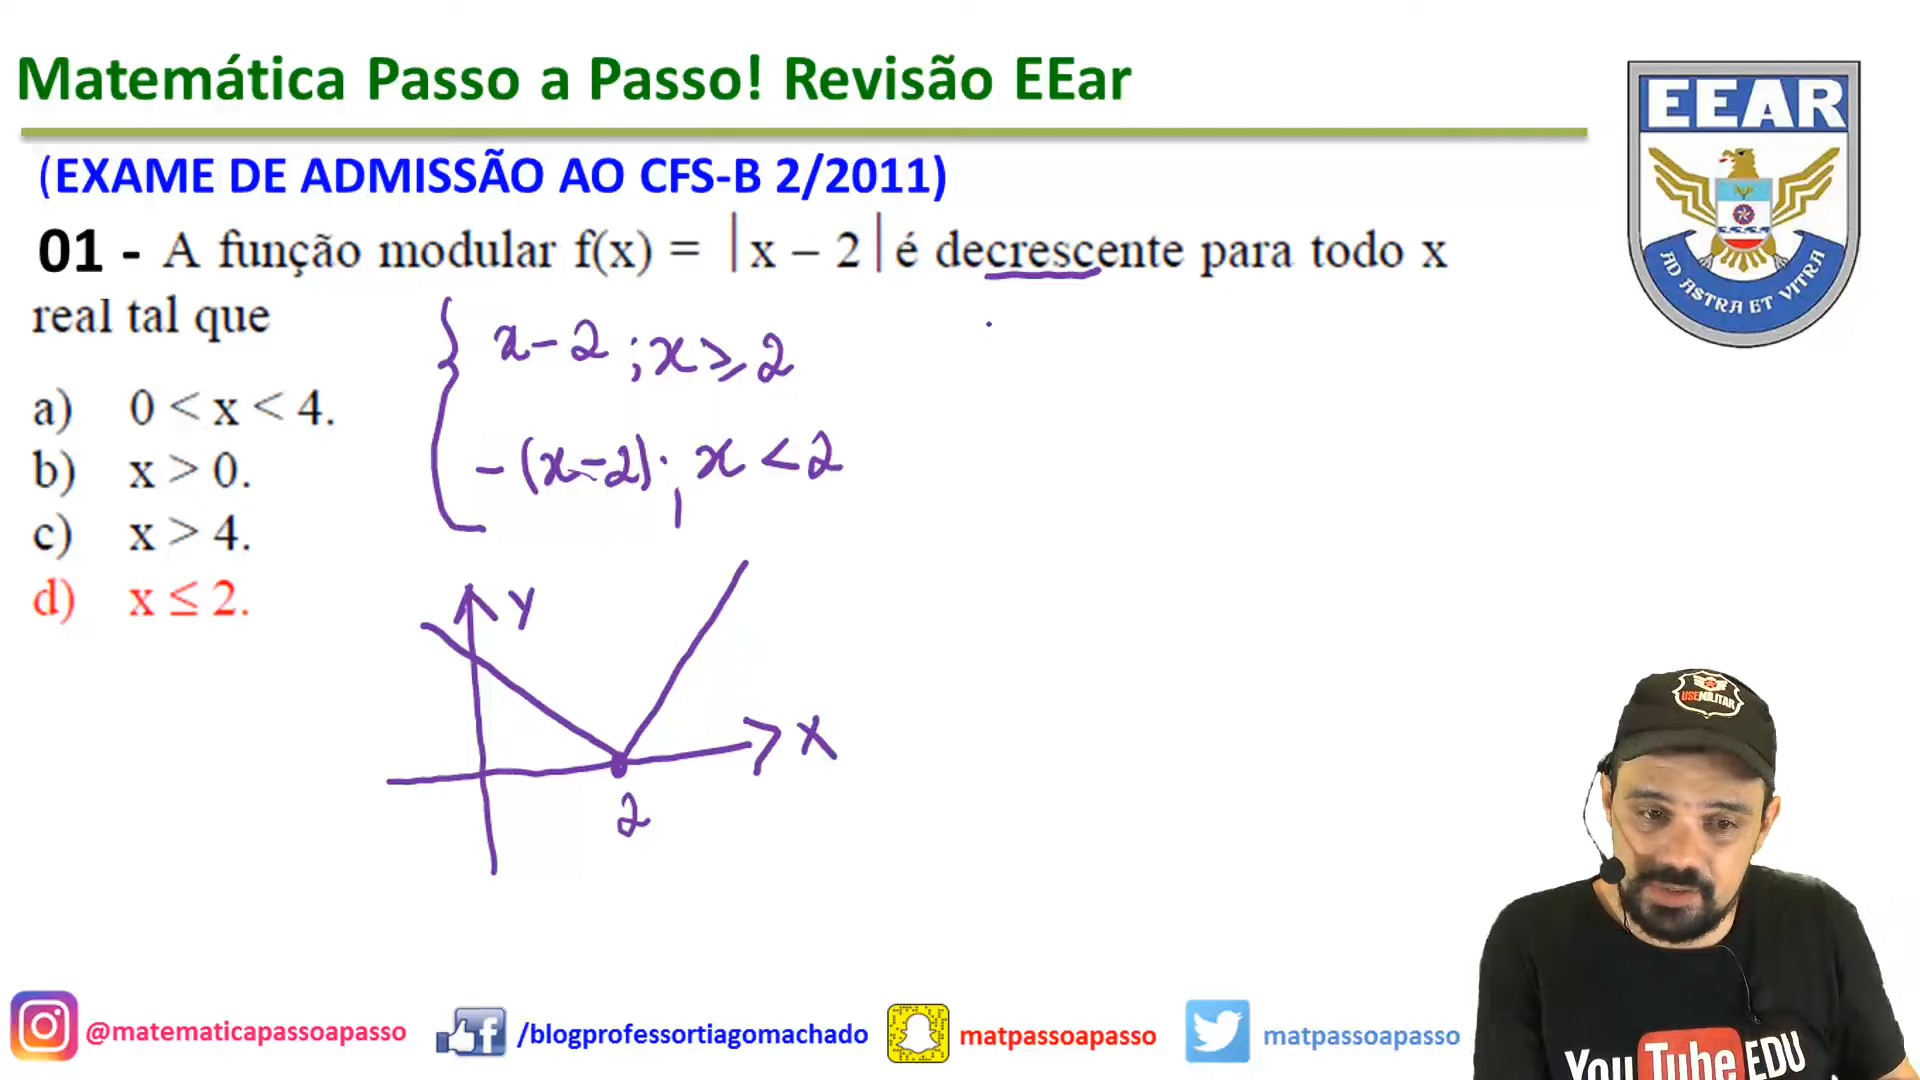 Matemática Passo a Passo! Revisão EEar
EEAR
(EXAME DE ADMISSÃO AO CFS-B 2/2011)
01 - A função modular f(x) = |x – 2| é decrescente para todo x
real tal que
AD ASTRA ET VITRA
x - 2 ; x ≥ 2
a) 0 < x < 4.
- (x - 2) ; x < 2
b) x > 0.
c) x > 4.
d) x ≤ 2.
y
x
2
USEMILITAR
@matematicapassoapasso
/blogprofessortiagomachado
matpassoapasso
matpassoapasso
YouTube EDU